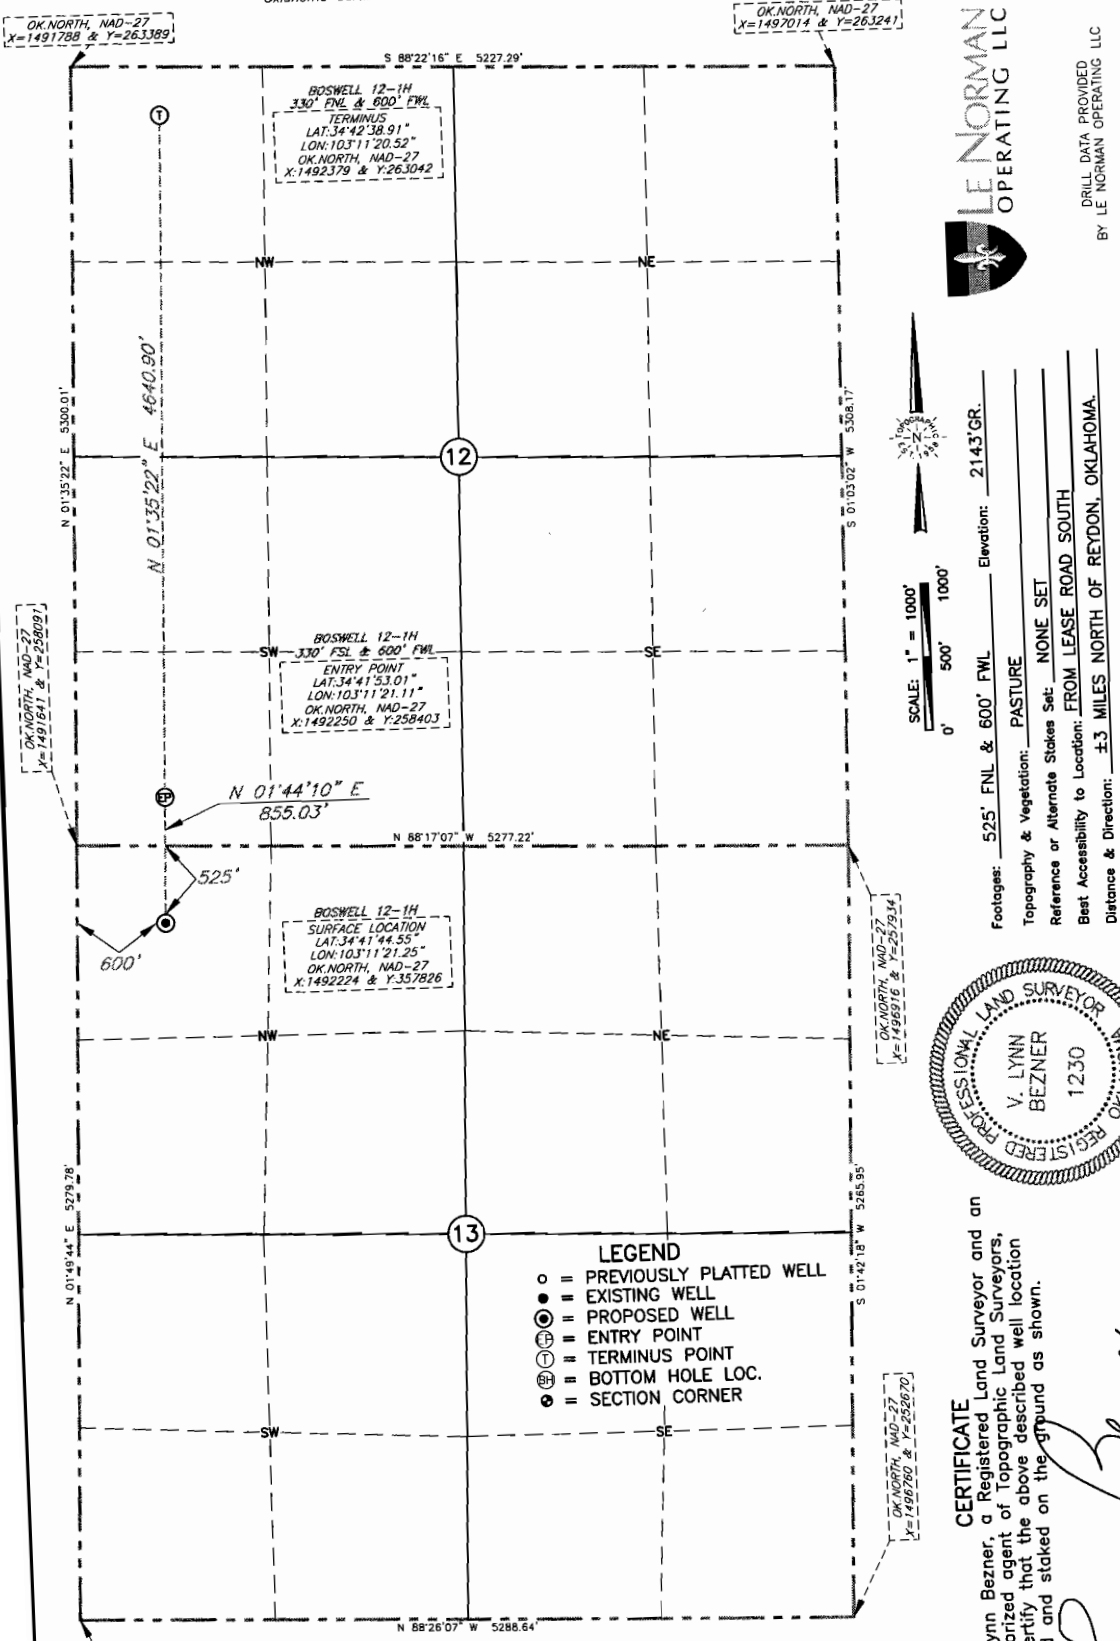 OK.NORTH, NAD-27
X=1491788 & Y=263389
OK.NORTH, NAD-27
X=1497014 & Y=263241
S 88°22'16" E 5227.29'
T
BOSWELL 12-1H
330' FNL & 600' FWL
TERMINUS
LAT:34°42'38.91"
LON:103°11'20.52"
OK.NORTH, NAD-27
X:1492379 & Y:263042
NW
NE
N 01°35'22" E 5300.01'
N 01°35'22" E 4640.90'
12
S 01°03'02" W 5308.17'
BOSWELL 12-1H
SW
330' FSL & 600' FWL
SE
ENTRY POINT
LAT:34°41'53.01"
LON:103°11'21.11"
OK.NORTH, NAD-27
X:1492250 & Y:258403
OK.NORTH, NAD-27
X=1491641 & Y=258091
EP
N 01°44'10" E
855.03'
N 88°17'07" W 5277.22'
525'
600'
BOSWELL 12-1H
SURFACE LOCATION
LAT:34°41'44.55"
LON:103°11'21.25"
OK.NORTH, NAD-27
X:1492224 & Y:357826
OK.NORTH, NAD-27
X=1496916 & Y=257934
NW
NE
N 01°49'44" E 5279.78'
13
S 01°42'18" W 5265.95'
LEGEND
= PREVIOUSLY PLATTED WELL
= EXISTING WELL
= PROPOSED WELL
EP = ENTRY POINT
T = TERMINUS POINT
BH = BOTTOM HOLE LOC.
= SECTION CORNER
SW
SE
OK.NORTH, NAD-27
X=1496760 & Y=252670
N 88°26'07" W 5288.64'
LE NORMAN
OPERATING LLC
DRILL DATA PROVIDED
BY LE NORMAN OPERATING LLC
TOPOGRAPHIC
N
SCALE: 1" = 1000'
0' 500' 1000'
Footages: 525' FNL & 600' FWL Elevation: 2143'GR.
Topography & Vegetation: PASTURE
Reference or Alternate Stakes Set: NONE SET
Best Accessibility to Location: FROM LEASE ROAD SOUTH
Distance & Direction: ±3 MILES NORTH OF REYDON, OKLAHOMA.
REGISTERED PROFESSIONAL LAND SURVEYOR
V. LYNN
BEZNER
1230
CERTIFICATE
ynn Bezner, a Registered Land Surveyor and an
arized agent of Topographic Land Surveyors,
ertify that the above described well location
and staked on the ground as shown.